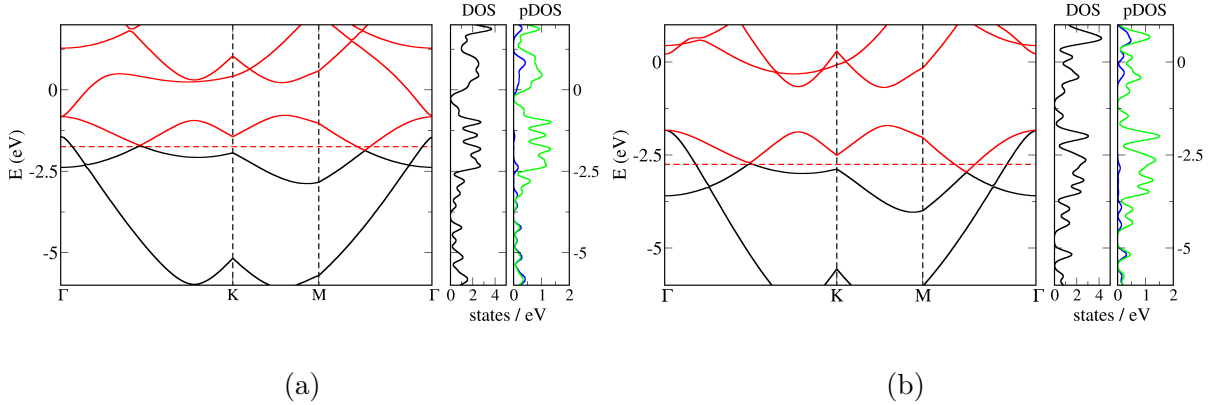 DOS pDOS
DOS pDOS
E (eV)
0
-2.5
-5
0
-2.5
-5
Γ K M Γ
0 2 4 0 1 2
states / eV
E (eV)
0
-2.5
-5
0
-2.5
-5
Γ K M Γ
0 2 4 0 1 2
states / eV
(a) (b)